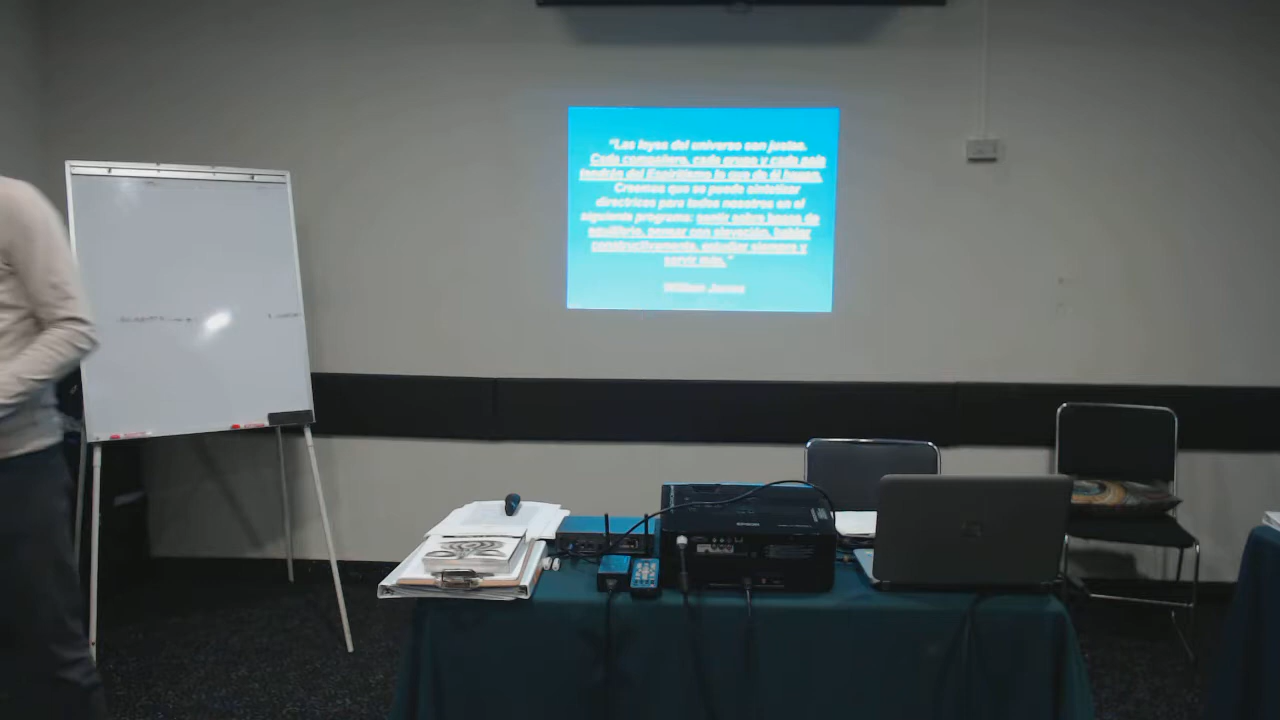 "Las leyes del universo son justas.
Cada compañero, cada grupo y cada país
tendrán del Espiritismo lo que de él hagan.
Creemos que se puede sintetizar
directrices para todos nosotros en el
siguiente programa: sentir sobre bases de
equilibrio, pensar con elevación, hablar
constructivamente, estudiar siempre y
servir más."
William James
EPSON